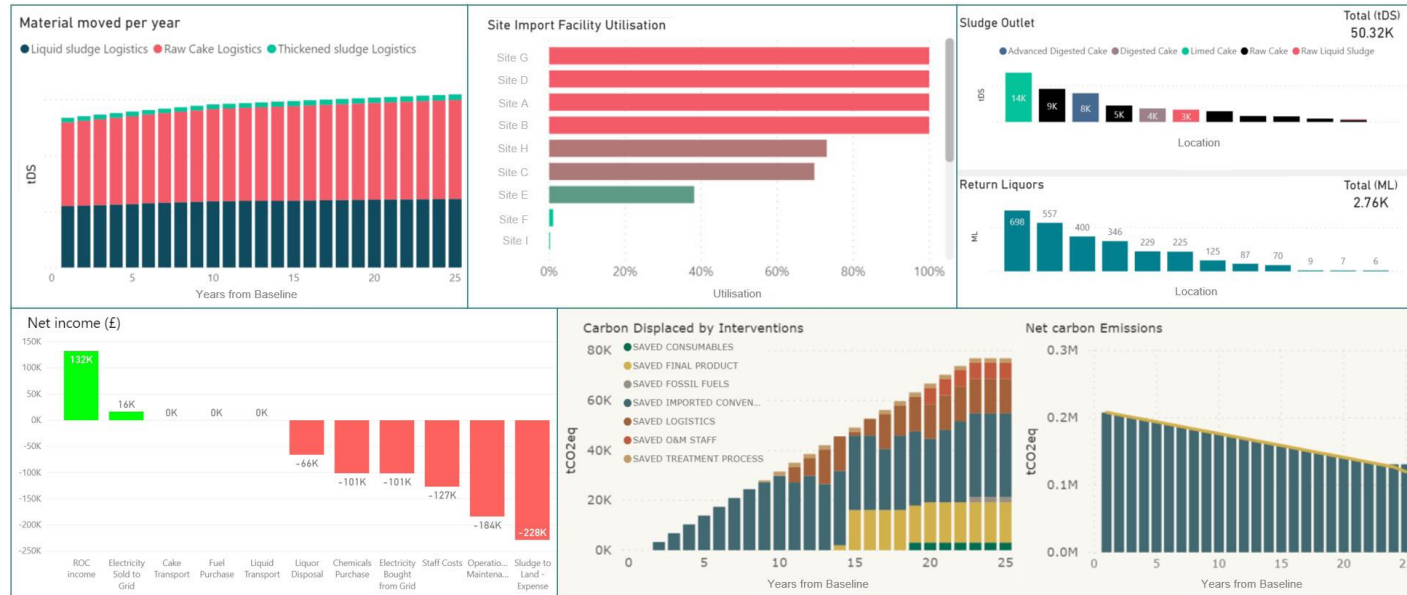 Material moved per year
Liquid sludge Logistics Raw Cake Logistics Thickened sludge Logistics
tDS
0 5 10 15 20 25
Years from Baseline
Site Import Facility Utilisation
Site G
Site D
Site A
Site B
Site H
Site C
Site E
Site F
Site I
0% 20% 40% 60% 80% 100%
Utilisation
Sludge Outlet
Total (tDS)
50.32K
Advanced Digested Cake Digested Cake Limed Cake Raw Cake Raw Liquid Sludge
tDS
14K 9K 8K 5K 4K 3K
Location
Return Liquors
Total (ML)
2.76K
ML
698 557 400 346 229 225 125 87 70 9 7 6
Location
Net income (£)
150K
100K
50K
0K
-50K
-100K
-150K
-200K
-250K
132K 16K 0K 0K 0K -66K -101K -101K -127K -184K -228K
ROC income
Electricity Sold to Grid
Cake Transport
Fuel Purchase
Liquid Transport
Liquor Disposal
Chemicals Purchase
Electricity Bought from Grid
Staff Costs
Operatio... Maintena...
Sludge to Land - Expense
Carbon Displaced by Interventions
80K
60K
40K
20K
0K
tCO2eq
SAVED CONSUMABLES
SAVED FINAL PRODUCT
SAVED FOSSIL FUELS
SAVED IMPORTED CONVEN...
SAVED LOGISTICS
SAVED O&M STAFF
SAVED TREATMENT PROCESS
0 5 10 15 20 25
Years from Baseline
Net carbon Emissions
0.3M
0.2M
0.1M
0.0M
tCO2eq
0 5 10 15 20 2
Years from Baseline